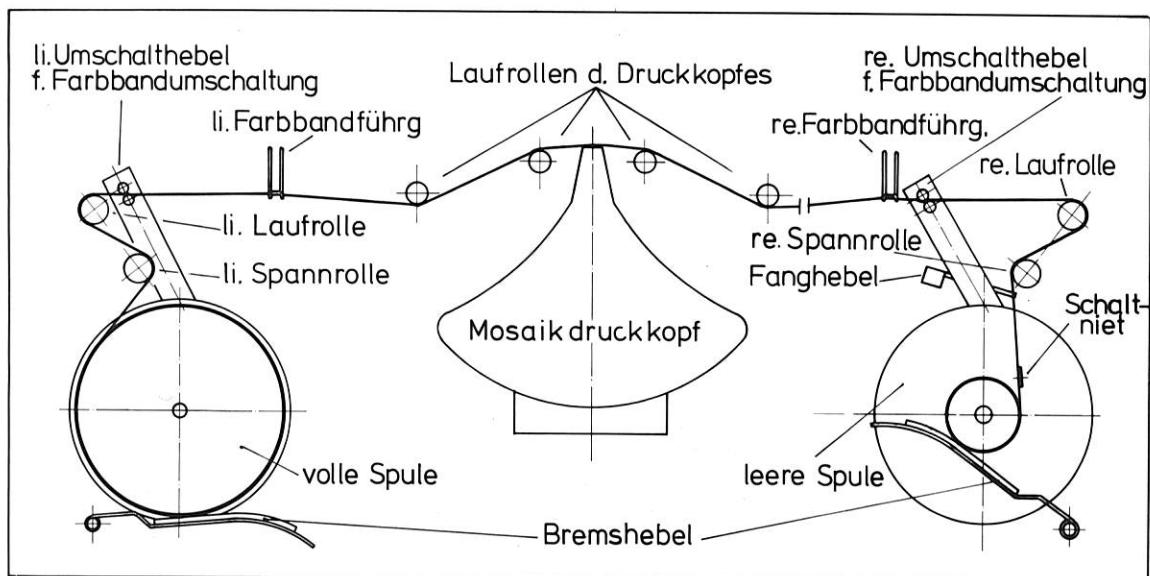 li.Umschalthebel
f. Farbbandumschaltung
li.Farbbandführg
Laufrollen d. Druckkopfes
re. Umschalthebel
f. Farbbandumschaltung
re.Farbbandführg.
re. Laufrolle
li. Laufrolle
li. Spannrolle
re. Spannrolle
Fanghebel
Schalt-
niet
Mosaikdruckkopf
volle Spule
leere Spule
Bremshebel